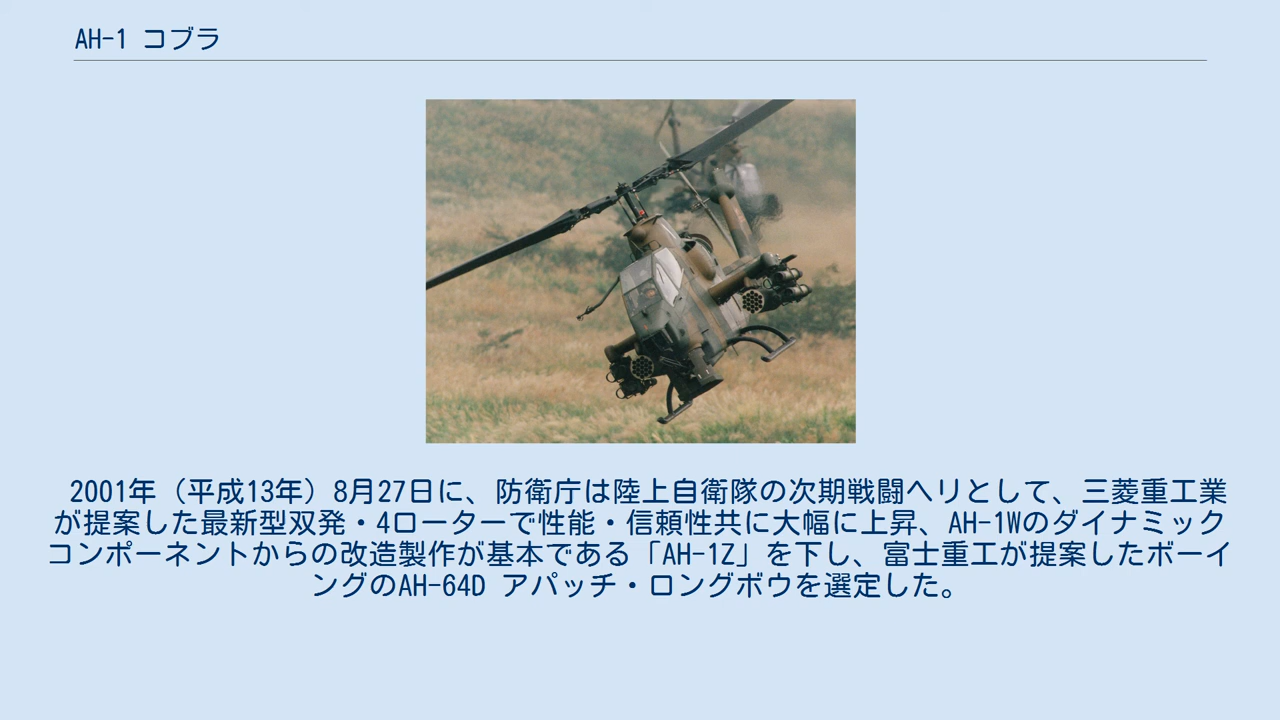 AH-1 コブラ
2001年（平成13年）8月27日に、防衛庁は陸上自衛隊の次期戦闘ヘリとして、三菱重工業
が提案した最新型双発・4ローターで性能・信頼性共に大幅に上昇、AH-1Wのダイナミック
コンポーネントからの改造製作が基本である「AH-1Z」を下し、富士重工が提案したボーイ
ングのAH-64D アパッチ・ロングボウを選定した。